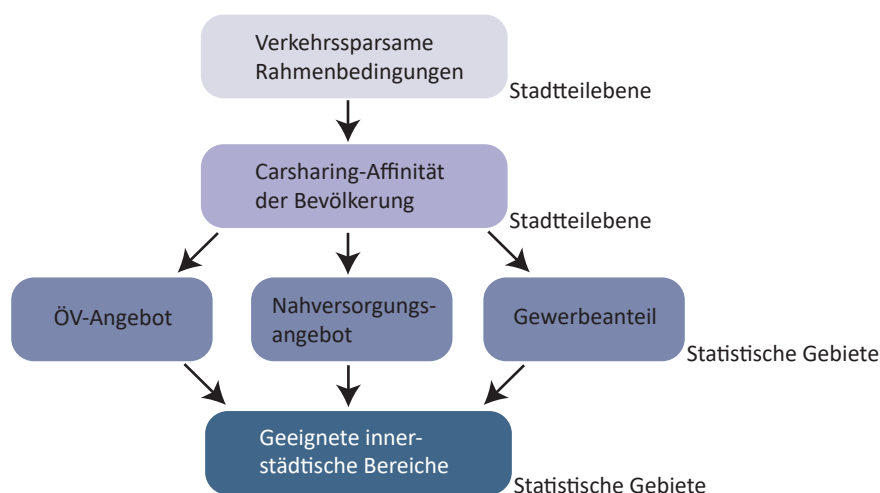 Verkehrssparsame
Rahmenbedingungen
Stadtteilebene
Carsharing-Affinität
der Bevölkerung
Stadtteilebene
ÖV-Angebot
Nahversorgungs-
angebot
Gewerbeanteil
Statistische Gebiete
Geeignete inner-
städtische Bereiche
Statistische Gebiete